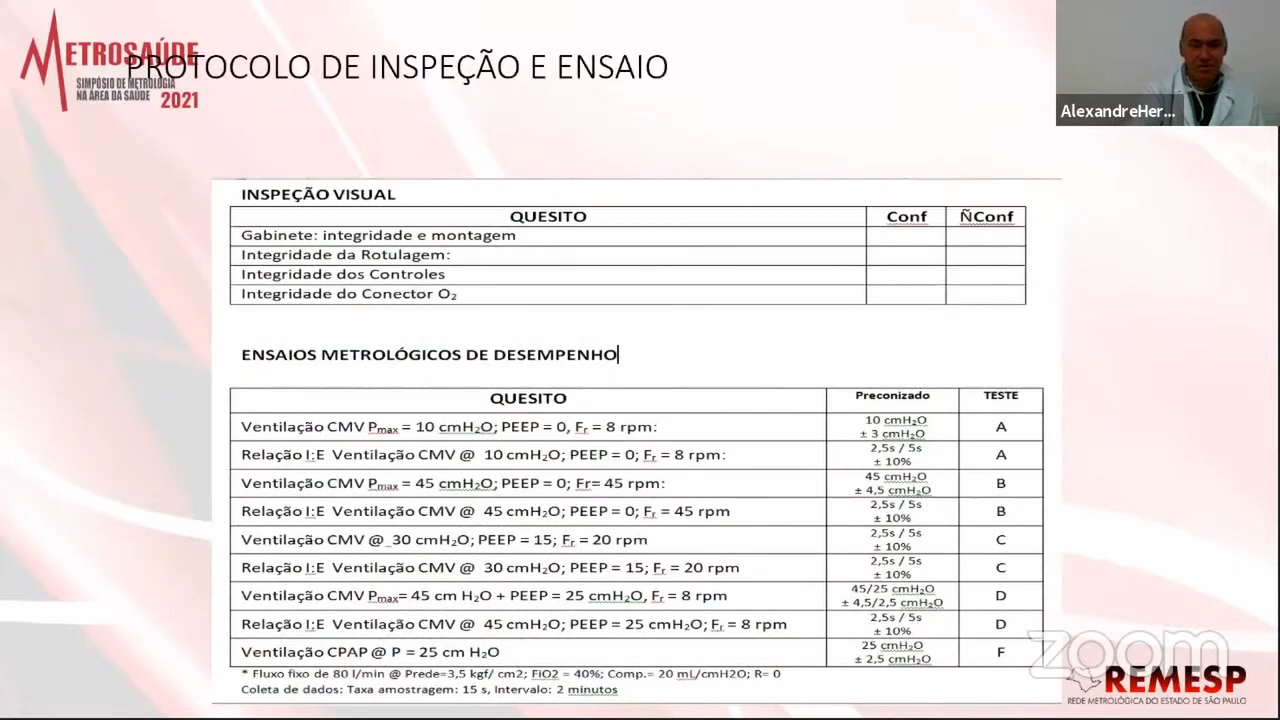 METROSAÚDE
SIMPÓSIO DE METROLOGIA
NA ÁREA DA SAÚDE
2021
PROTOCOLO DE INSPEÇÃO E ENSAIO
AlexandreHer...
INSPEÇÃO VISUAL
QUESITO Conf ÑConf
Gabinete: integridade e montagem
Integridade da Rotulagem:
Integridade dos Controles
Integridade do Conector O₂
ENSAIOS METROLÓGICOS DE DESEMPENHO
QUESITO Preconizado TESTE
Ventilação CMV Pmax = 10 cmH₂O; PEEP = 0, Fr = 8 rpm: 10 cmH₂O ± 3 cmH₂O A
Relação I:E Ventilação CMV @ 10 cmH₂O; PEEP = 0; Fr = 8 rpm: 2,5s / 5s ± 10% A
Ventilação CMV Pmax = 45 cmH₂O; PEEP = 0; Fr= 45 rpm: 45 cmH₂O ± 4,5 cmH₂O B
Relação I:E Ventilação CMV @ 45 cmH₂O; PEEP = 0; Fr = 45 rpm 2,5s / 5s ± 10% B
Ventilação CMV @ 30 cmH₂O; PEEP = 15; Fr = 20 rpm 2,5s / 5s ± 10% C
Relação I:E Ventilação CMV @ 30 cmH₂O; PEEP = 15; Fr = 20 rpm 2,5s / 5s ± 10% C
Ventilação CMV Pmax= 45 cm H₂O + PEEP = 25 cmH₂O, Fr = 8 rpm 45/25 cmH₂O ± 4,5/2,5 cmH₂O D
Relação I:E Ventilação CMV @ 45 cmH₂O; PEEP = 25 cmH₂O; Fr = 8 rpm 2,5s / 5s ± 10% D
Ventilação CPAP @ P = 25 cm H₂O 25 cmH₂O ± 2,5 cmH₂O F
* Fluxo fixo de 80 l/min @ Prede=3,5 kgf/ cm2; FiO2 = 40%; Comp.= 20 mL/cmH2O; R= 0
Coleta de dados: Taxa amostragem: 15 s, Intervalo: 2 minutos
zoom
REMESP
REDE METROLÓGICA DO ESTADO DE SÃO PAULO